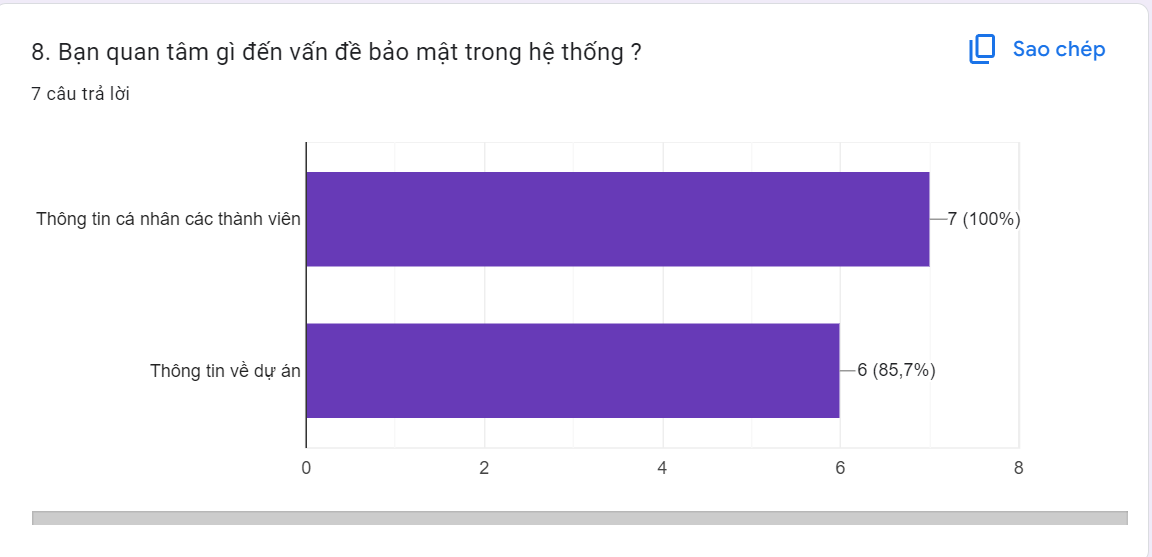 8. Bạn quan tâm gì đến vấn đề bảo mật trong hệ thống ?
Sao chép
7 câu trả lời
Thông tin cá nhân các thành viên
7 (100%)
Thông tin về dự án
6 (85,7%)
0 2 4 6 8